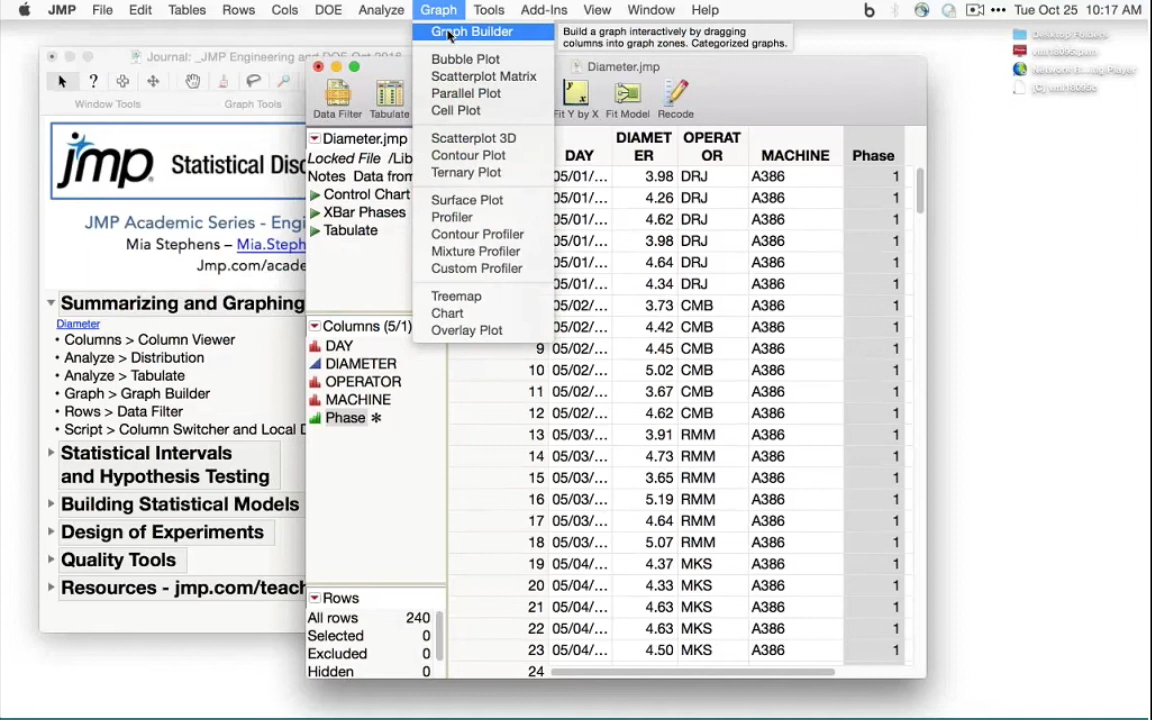 JMP File Edit Tables Rows Cols DOE Analyze Graph Tools Add-Ins View Window Help Tue Oct 25 10:17 AM
Graph Builder
Build a graph interactively by dragging
columns into graph zones. Categorized graphs.
Bubble Plot
Scatterplot Matrix
Parallel Plot
Cell Plot
Scatterplot 3D
Contour Plot
Ternary Plot
Surface Plot
Profiler
Contour Profiler
Mixture Profiler
Custom Profiler
Treemap
Chart
Overlay Plot
Desktop Folders
Journal: _JMP Engineering and DOE Oct 2016
Window Tools Graph Tools
jmp Statistical Disc
JMP Academic Series - Engi
Mia Stephens – Mia.Steph
Jmp.com/acade
Summarizing and Graphing
Diameter
• Columns > Column Viewer
• Analyze > Distribution
• Analyze > Tabulate
• Graph > Graph Builder
• Rows > Data Filter
• Script > Column Switcher and Local D
Statistical Intervals
and Hypothesis Testing
Building Statistical Models
Design of Experiments
Quality Tools
Resources - jmp.com/teach
Diameter.jmp
Data Filter Tabulate Fit Y by X Fit Model Recode
Diameter.jmp
Locked File /Lib
Notes Data from
Control Chart
XBar Phases
Tabulate
Columns (5/1)
DAY
DIAMETER
OPERATOR
MACHINE
Phase *
Rows
All rows 240
Selected 0
Excluded 0
Hidden 0
DAY DIAMET ER OPERAT OR MACHINE Phase
05/01/... 3.98 DRJ A386 1
05/01/... 4.26 DRJ A386 1
05/01/... 4.62 DRJ A386 1
05/01/... 3.98 DRJ A386 1
05/01/... 4.64 DRJ A386 1
05/01/... 4.34 DRJ A386 1
05/02/... 3.73 CMB A386 1
05/02/... 4.42 CMB A386 1
9 05/02/... 4.45 CMB A386 1
10 05/02/... 5.02 CMB A386 1
11 05/02/... 3.67 CMB A386 1
12 05/02/... 4.62 CMB A386 1
13 05/03/... 3.91 RMM A386 1
14 05/03/... 4.73 RMM A386 1
15 05/03/... 3.65 RMM A386 1
16 05/03/... 5.19 RMM A386 1
17 05/03/... 4.64 RMM A386 1
18 05/03/... 5.07 RMM A386 1
19 05/04/... 4.37 MKS A386 1
20 05/04/... 4.33 MKS A386 1
21 05/04/... 4.63 MKS A386 1
22 05/04/... 4.63 MKS A386 1
23 05/04/... 4.50 MKS A386 1
24